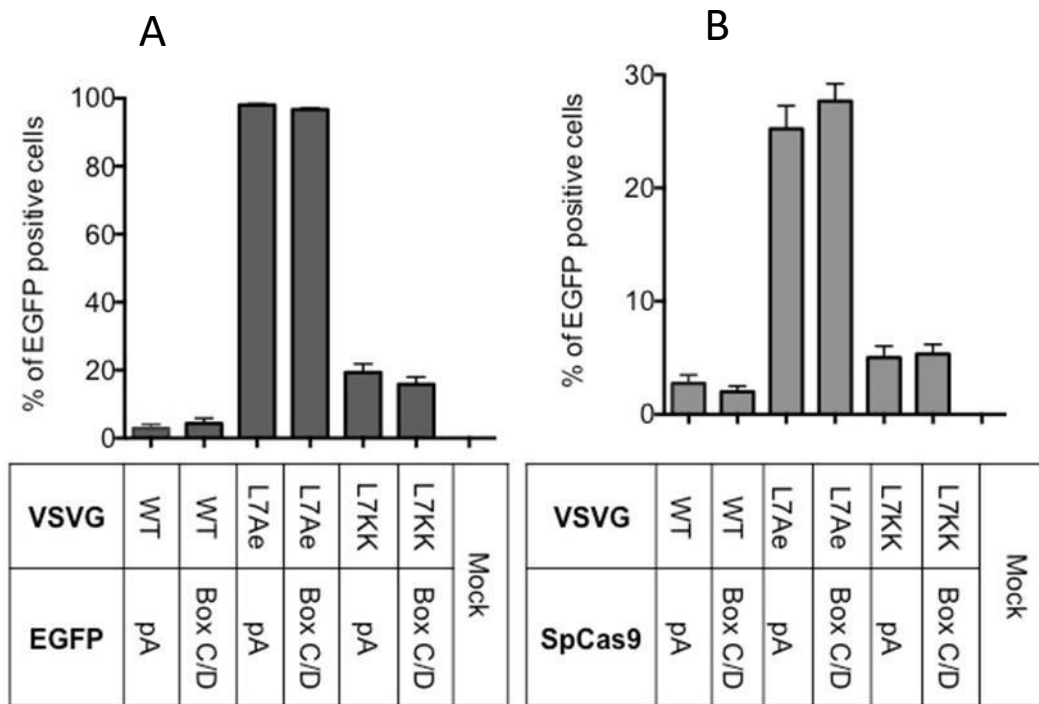 A
% of EGFP positive cells
100
80
60
40
20
0
VSVG
WT
WT
L7Ae
L7Ae
L7KK
L7KK
Mock
EGFP
pA
Box C/D
pA
Box C/D
pA
Box C/D
B
% of EGFP positive cells
30
20
10
0
VSVG
WT
WT
L7Ae
L7Ae
L7KK
L7KK
Mock
SpCas9
pA
Box C/D
pA
Box C/D
pA
Box C/D